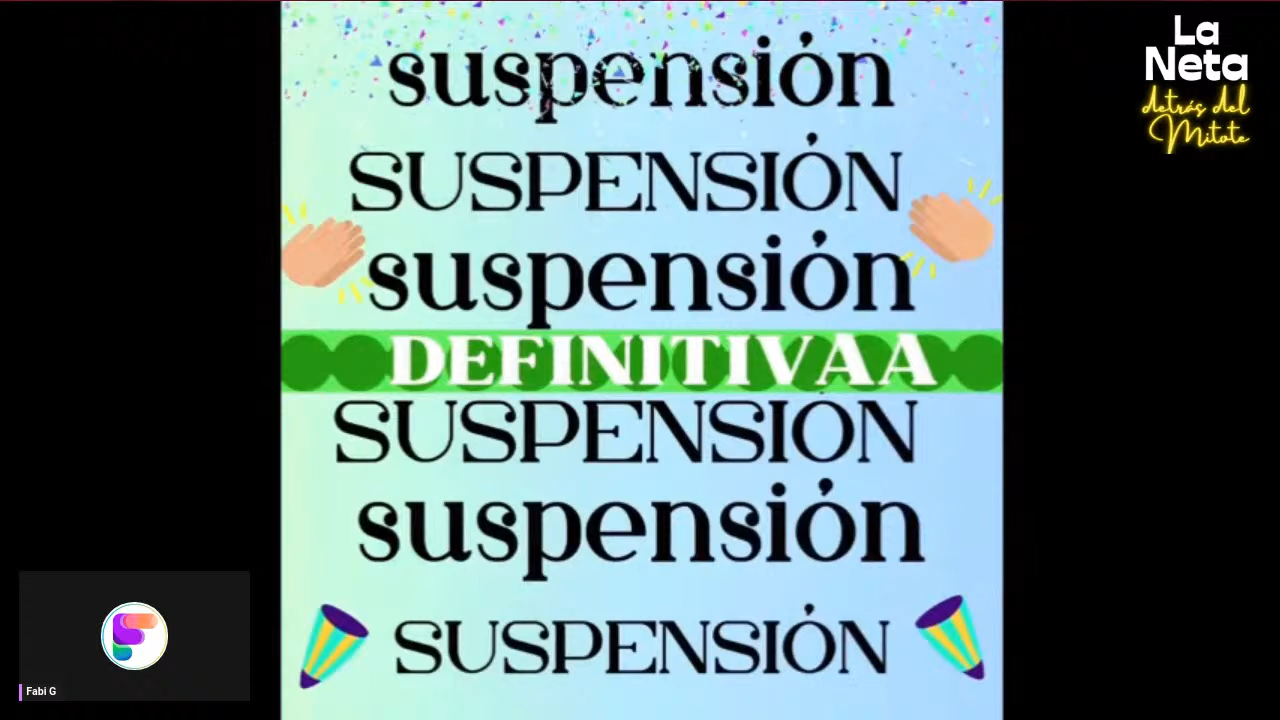 suspensión
La
Neta
detrás del
Mitote
SUSPENSIÓN
suspensión
DEFINITIVAA
SUSPENSIÓN
suspensión
SUSPENSIÓN
Fabi G